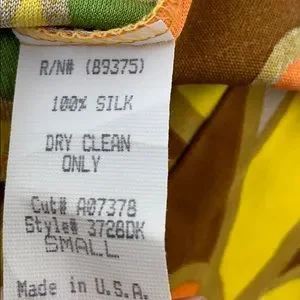 R/N# (89375)
100% SILK
DRY CLEAN
ONLY
Cut# A07378
Style# 3728DK
SMALL
Made in U.S.A.